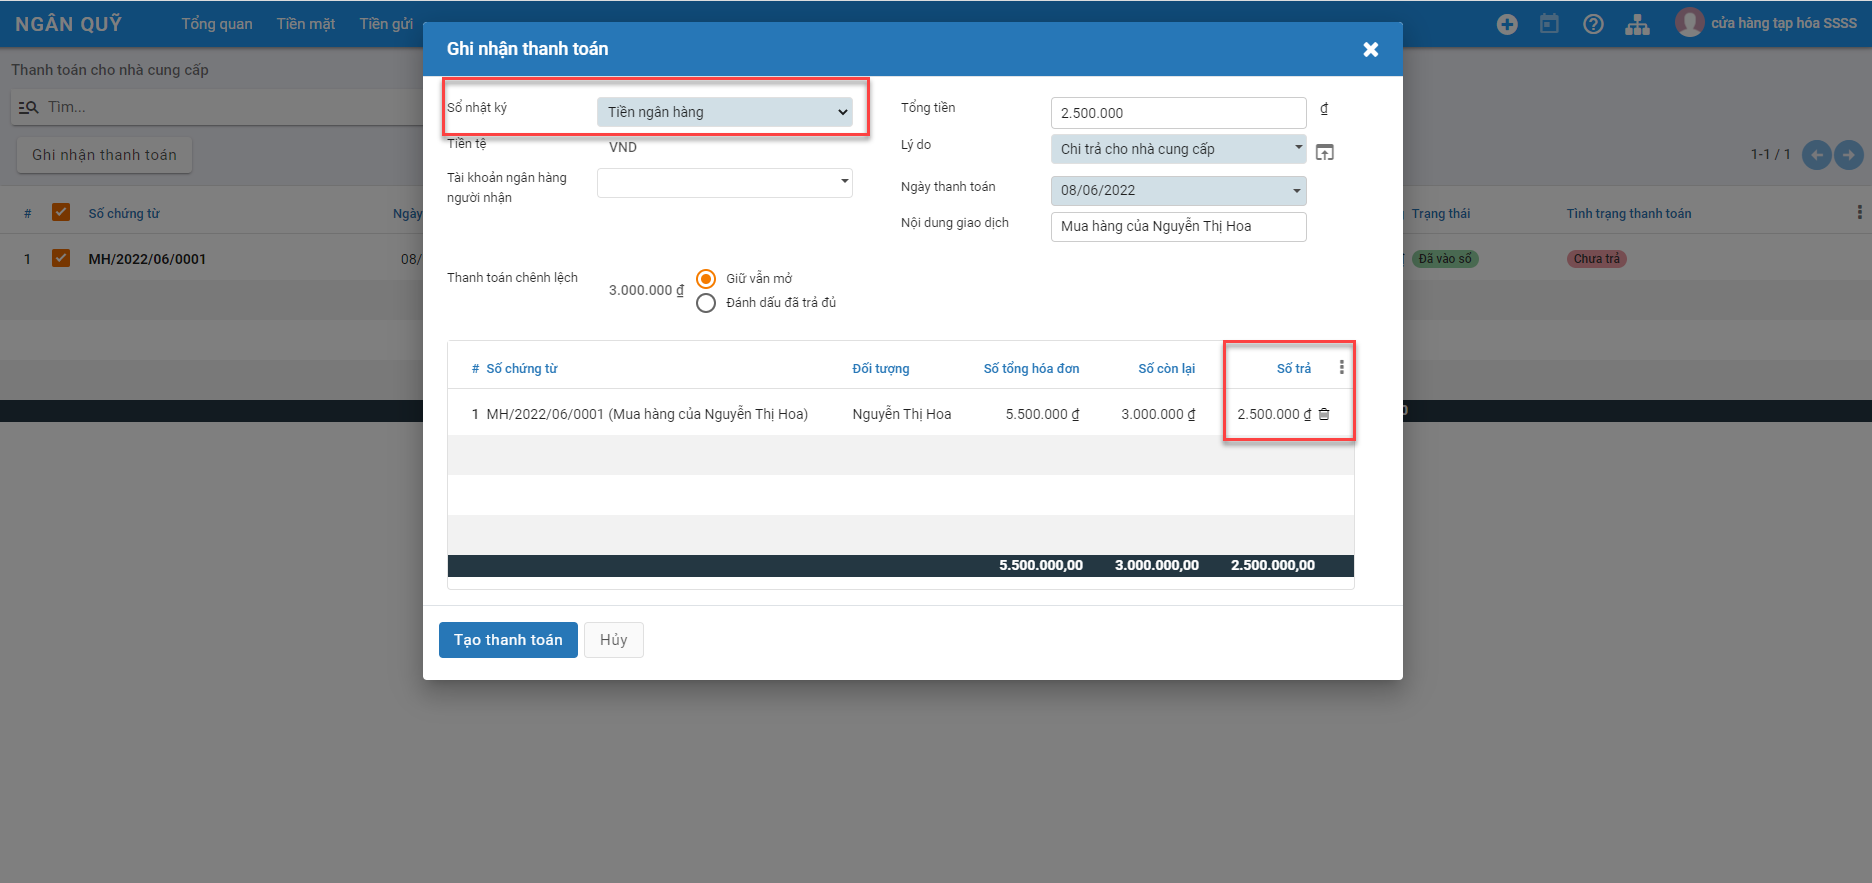 NGÂN QUỸ Tổng quan Tiền mặt Tiền gửi cửa hàng tạp hóa SSSS
Thanh toán cho nhà cung cấp
Tìm...
Ghi nhận thanh toán
1-1 / 1
# Số chứng từ Ngày Trạng thái Tình trạng thanh toán
1 MH/2022/06/0001 08/ Đã vào sổ Chưa trả
Ghi nhận thanh toán
Sổ nhật ký Tiền ngân hàng
Tiền tệ VND
Tài khoản ngân hàng
người nhận
Tổng tiền 2.500.000 ₫
Lý do Chi trả cho nhà cung cấp
Ngày thanh toán 08/06/2022
Nội dung giao dịch Mua hàng của Nguyễn Thị Hoa
Thanh toán chênh lệch 3.000.000 ₫ Giữ vẫn mở
Đánh dấu đã trả đủ
# Số chứng từ Đối tượng Số tổng hóa đơn Số còn lại Số trả
1 MH/2022/06/0001 (Mua hàng của Nguyễn Thị Hoa) Nguyễn Thị Hoa 5.500.000 ₫ 3.000.000 ₫ 2.500.000 ₫
5.500.000,00 3.000.000,00 2.500.000,00
Tạo thanh toán Hủy